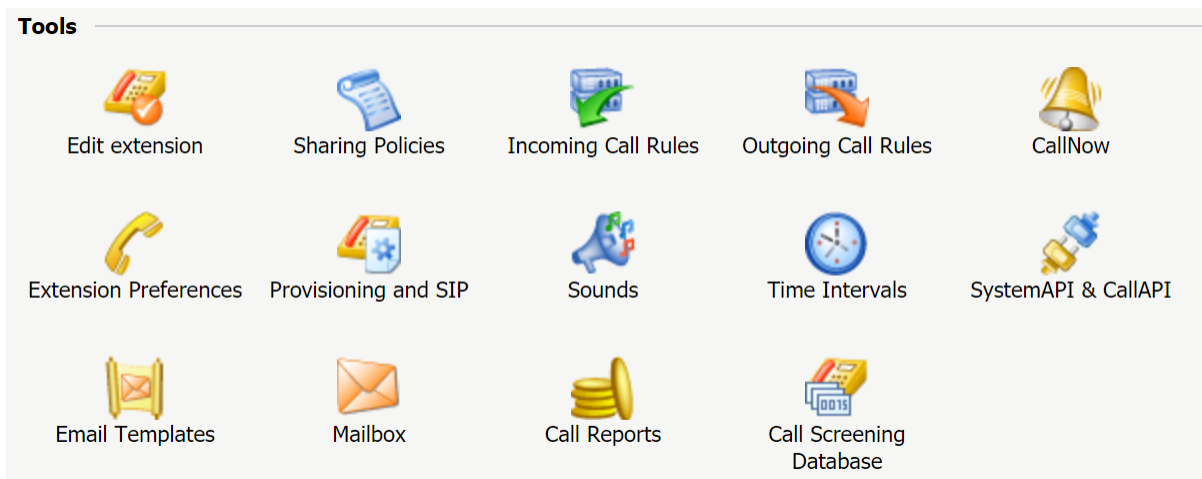 Tools
Edit extension
Sharing Policies
Incoming Call Rules
Outgoing Call Rules
CallNow
Extension Preferences
Provisioning and SIP
Sounds
Time Intervals
SystemAPI & CallAPI
Email Templates
Mailbox
Call Reports
0015
Call Screening
Database